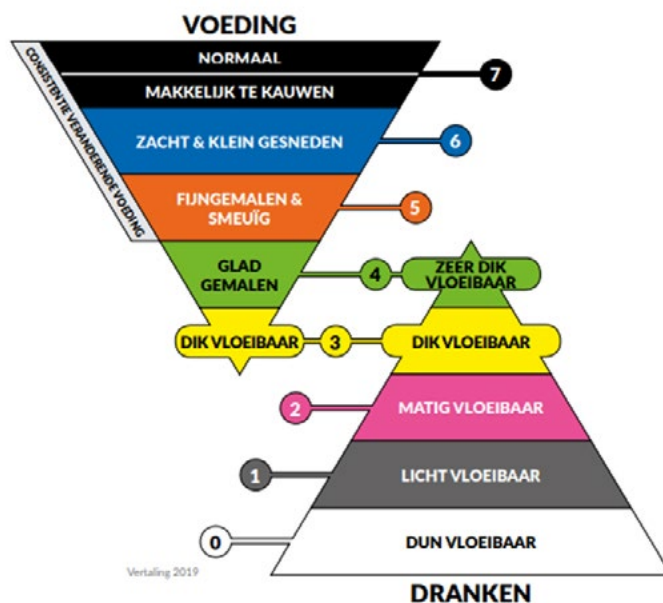 VOEDING
CONSISTENTIE VERANDERENDE VOEDING
NORMAAL
7
MAKKELIJK TE KAUWEN
ZACHT & KLEIN GESNEDEN
6
FIJNGEMALEN &
SMEUÏG
5
GLAD
GEMALEN
4
ZEER DIK
VLOEIBAAR
DIK VLOEIBAAR
3
DIK VLOEIBAAR
2
MATIG VLOEIBAAR
1
LICHT VLOEIBAAR
0
DUN VLOEIBAAR
Vertaling 2019
DRANKEN